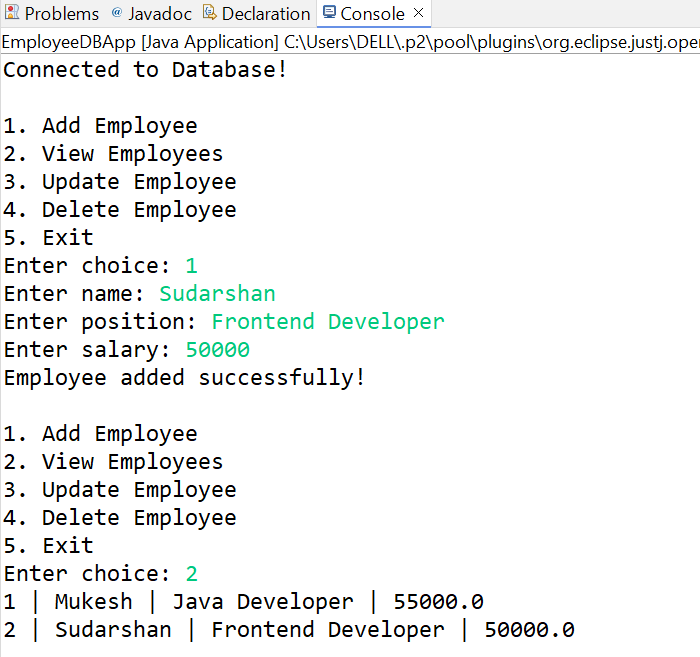 Problems @ Javadoc Declaration Console
EmployeeDBApp [Java Application] C:\Users\DELL\.p2\pool\plugins\org.eclipse.justj.oper
Connected to Database!
1. Add Employee
2. View Employees
3. Update Employee
4. Delete Employee
5. Exit
Enter choice: 1
Enter name: Sudarshan
Enter position: Frontend Developer
Enter salary: 50000
Employee added successfully!
1. Add Employee
2. View Employees
3. Update Employee
4. Delete Employee
5. Exit
Enter choice: 2
1 | Mukesh | Java Developer | 55000.0
2 | Sudarshan | Frontend Developer | 50000.0